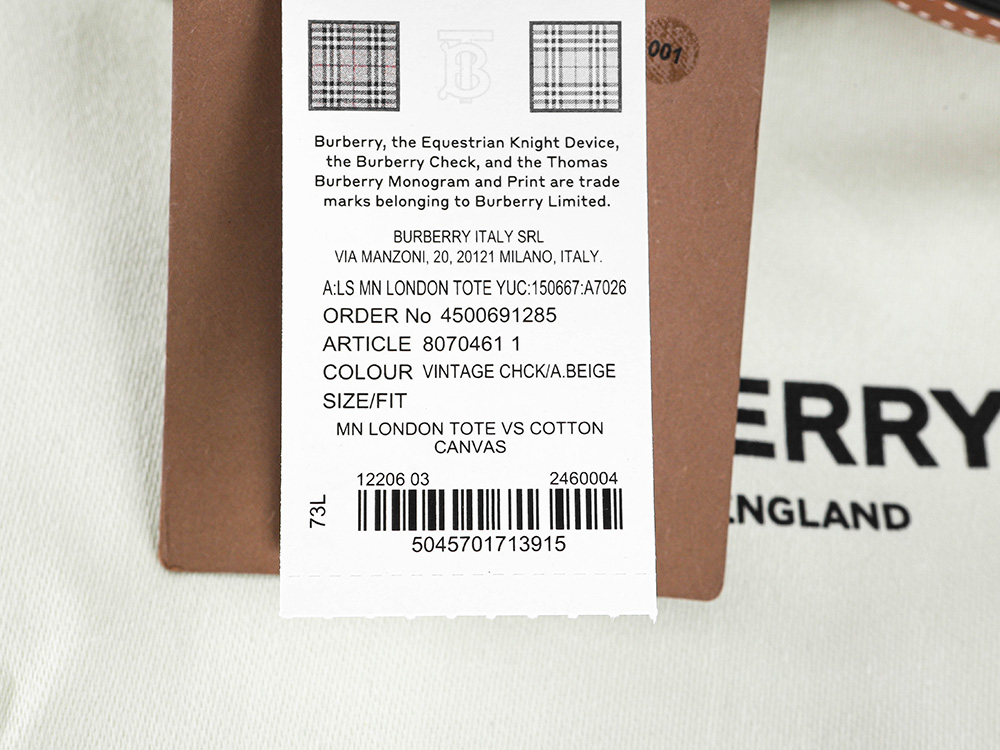 001
Burberry, the Equestrian Knight Device,
the Burberry Check, and the Thomas
Burberry Monogram and Print are trade
marks belonging to Burberry Limited.
BURBERRY ITALY SRL
VIA MANZONI, 20, 20121 MILANO, ITALY.
A:LS MN LONDON TOTE YUC:150667:A7026
ORDER No 4500691285
ARTICLE 8070461 1
COLOUR VINTAGE CHCK/A.BEIGE
SIZE/FIT
MN LONDON TOTE VS COTTON
CANVAS
12206 03 2460004
73L
5045701713915
ERRY
ENGLAND